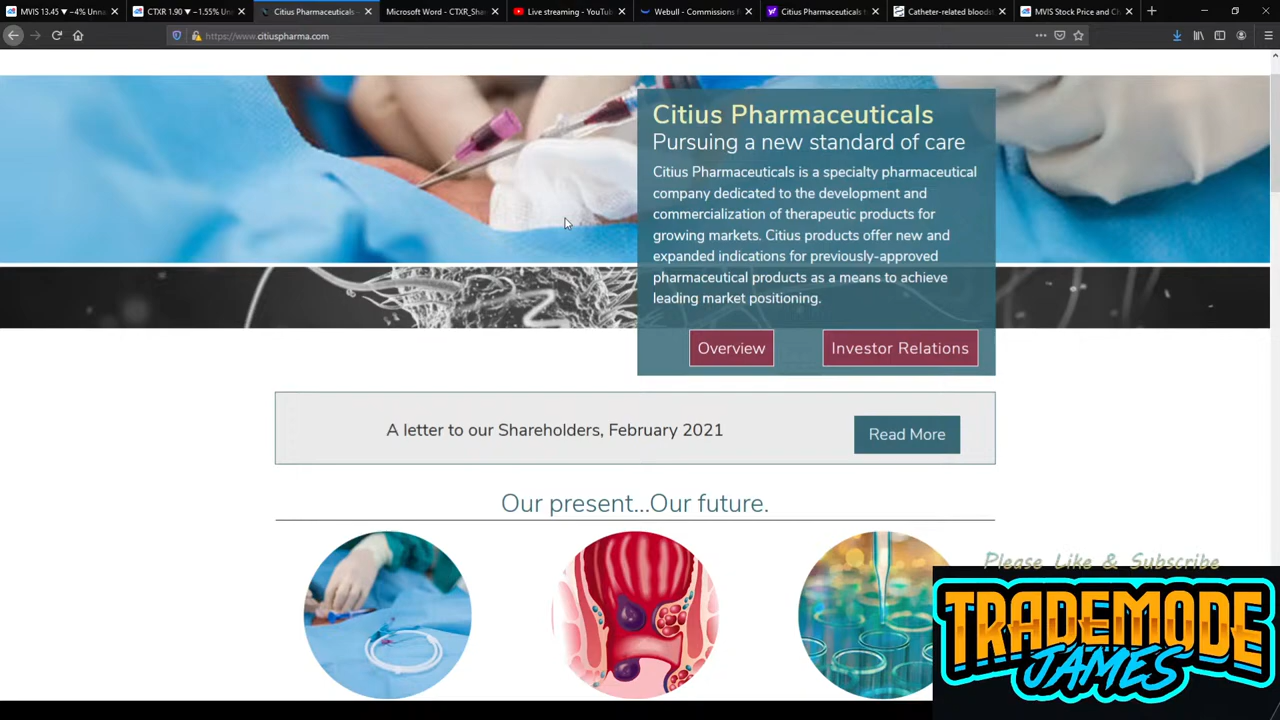 MVIS 13.45 ▼ −4% Unna
CTXR 1.90 ▼ −1.55% Unna
Citius Pharmaceuticals –
Microsoft Word - CTXR_Sha
Live streaming - YouTub
Webull - Commissions F
Citius Pharmaceuticals
Catheter-related bloods
MVIS Stock Price and Ch
https://www.citiuspharma.com
Citius Pharmaceuticals
Pursuing a new standard of care
Citius Pharmaceuticals is a specialty pharmaceutical
company dedicated to the development and
commercialization of therapeutic products for
growing markets. Citius products offer new and
expanded indications for previously-approved
pharmaceutical products as a means to achieve
leading market positioning.
Overview
Investor Relations
A letter to our Shareholders, February 2021
Read More
Our present...Our future.
Please Like & Subscribe
TRADEMODE
JAMES